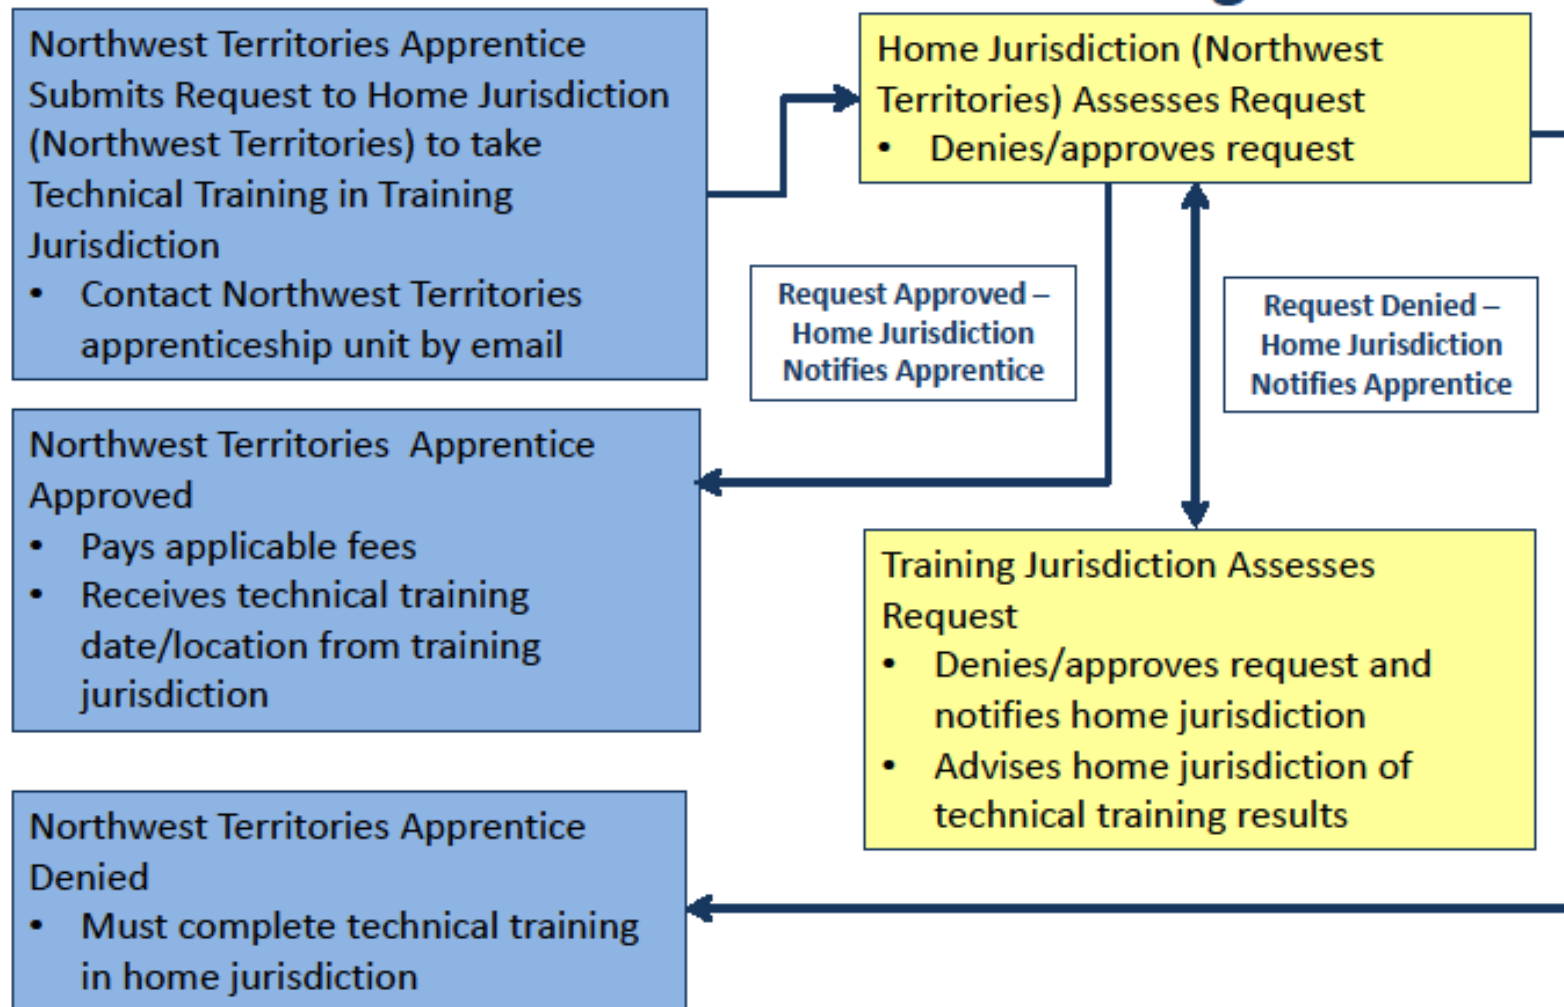 Northwest Territories Apprentice
Submits Request to Home Jurisdiction
(Northwest Territories) to take
Technical Training in Training
Jurisdiction
• Contact Northwest Territories
apprenticeship unit by email
Home Jurisdiction (Northwest
Territories) Assesses Request
• Denies/approves request
Request Approved –
Home Jurisdiction
Notifies Apprentice
Request Denied –
Home Jurisdiction
Notifies Apprentice
Northwest Territories  Apprentice
Approved
• Pays applicable fees
• Receives technical training
date/location from training
jurisdiction
Training Jurisdiction Assesses
Request
• Denies/approves request and
notifies home jurisdiction
• Advises home jurisdiction of
technical training results
Northwest Territories Apprentice
Denied
• Must complete technical training
in home jurisdiction